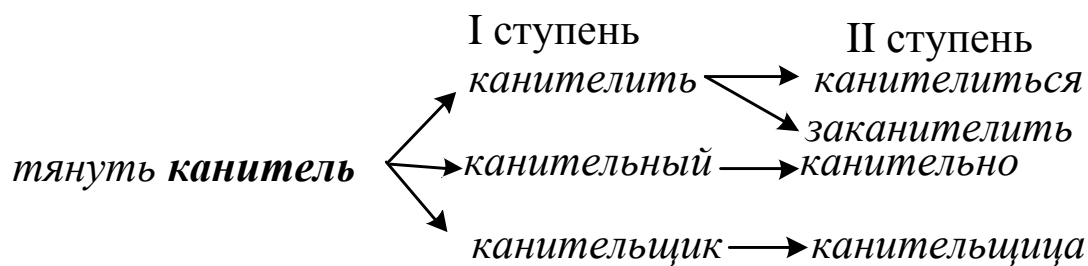 I ступень II ступень
канителить канителиться
заканителить
тянуть канитель канительный канительно
канительщик канительщица